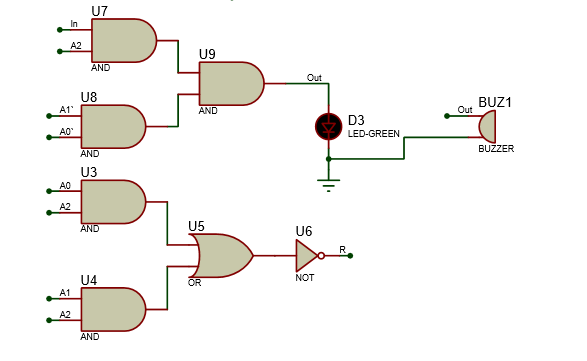 U7
In
A2
AND
U9
AND
Out
U8
A1`
A0`
AND
D3
LED-GREEN
BUZ1
Out
BUZZER
U3
A0
A2
AND
U5
OR
U6
NOT
R
U4
A1
A2
AND